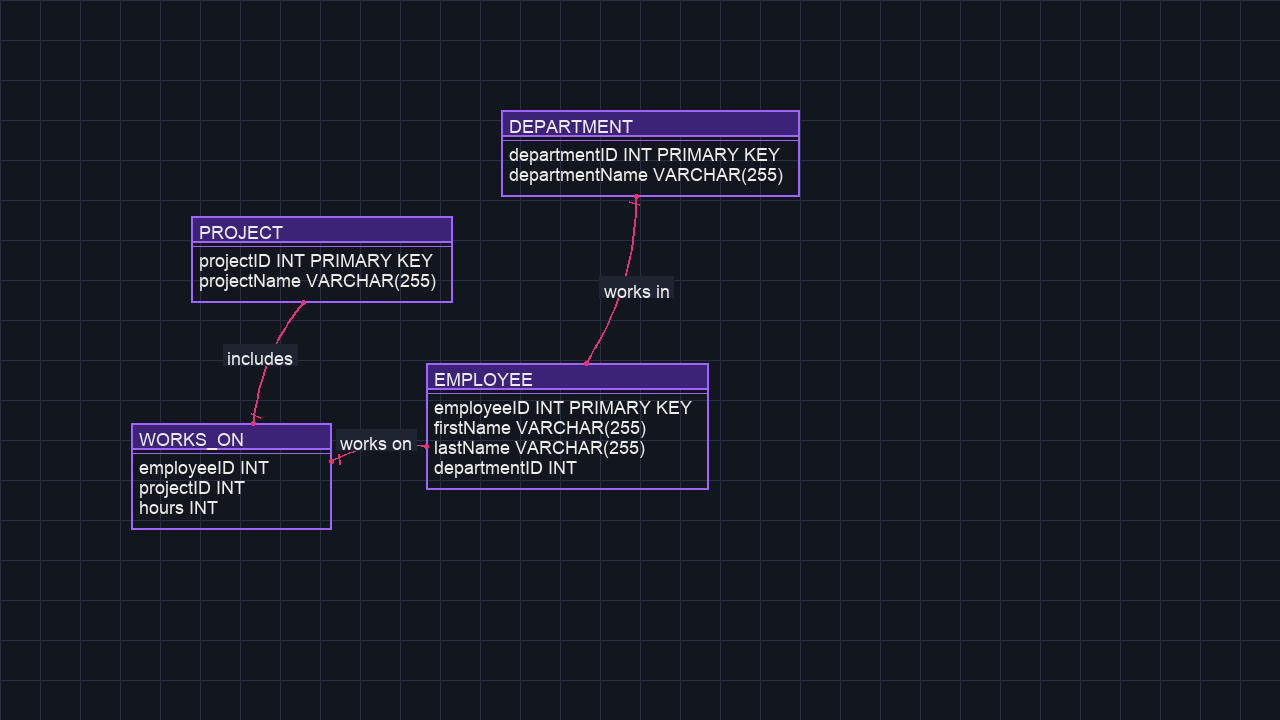 DEPARTMENT
departmentID INT PRIMARY KEY
departmentName VARCHAR(255)
PROJECT
projectID INT PRIMARY KEY
projectName VARCHAR(255)
works in
includes
EMPLOYEE
employeeID INT PRIMARY KEY
firstName VARCHAR(255)
lastName VARCHAR(255)
departmentID INT
works on
WORKS_ON
employeeID INT
projectID INT
hours INT